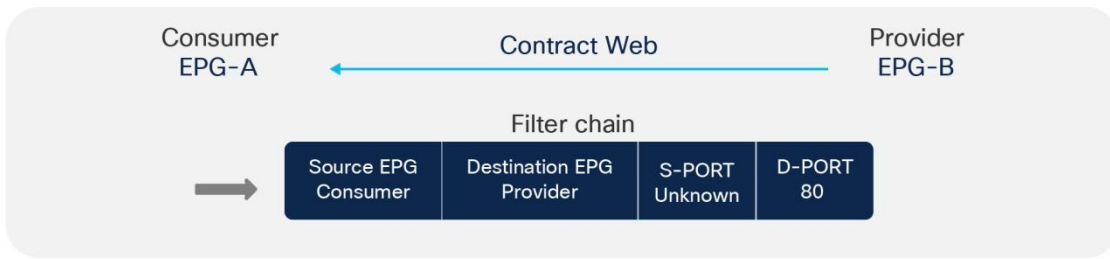 Consumer
EPG-A
Contract Web
Provider
EPG-B
Filter chain
Source EPG
Consumer
Destination EPG
Provider
S-PORT
Unknown
D-PORT
80